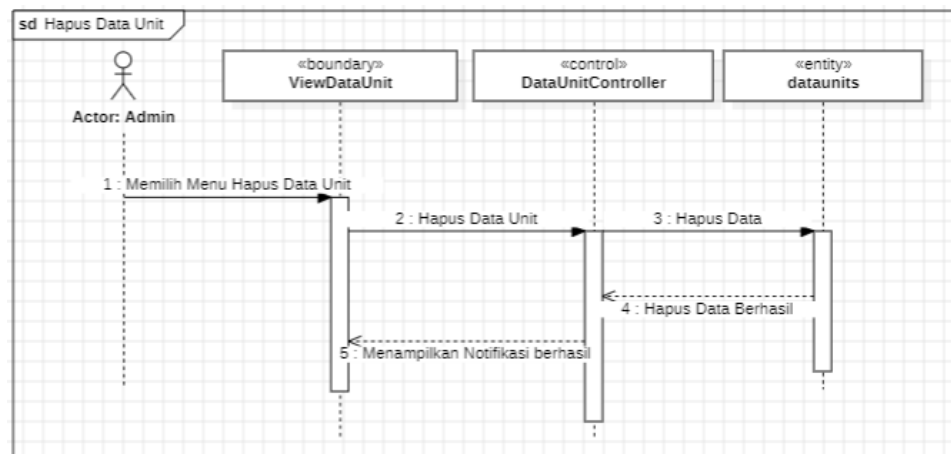 sd Hapus Data Unit
Actor: Admin
«boundary»
ViewDataUnit
«control»
DataUnitController
«entity»
dataunits
1 : Memilih Menu Hapus Data Unit
2 : Hapus Data Unit
3 : Hapus Data
4 : Hapus Data Berhasil
5 : Menampilkan Notifikasi berhasil